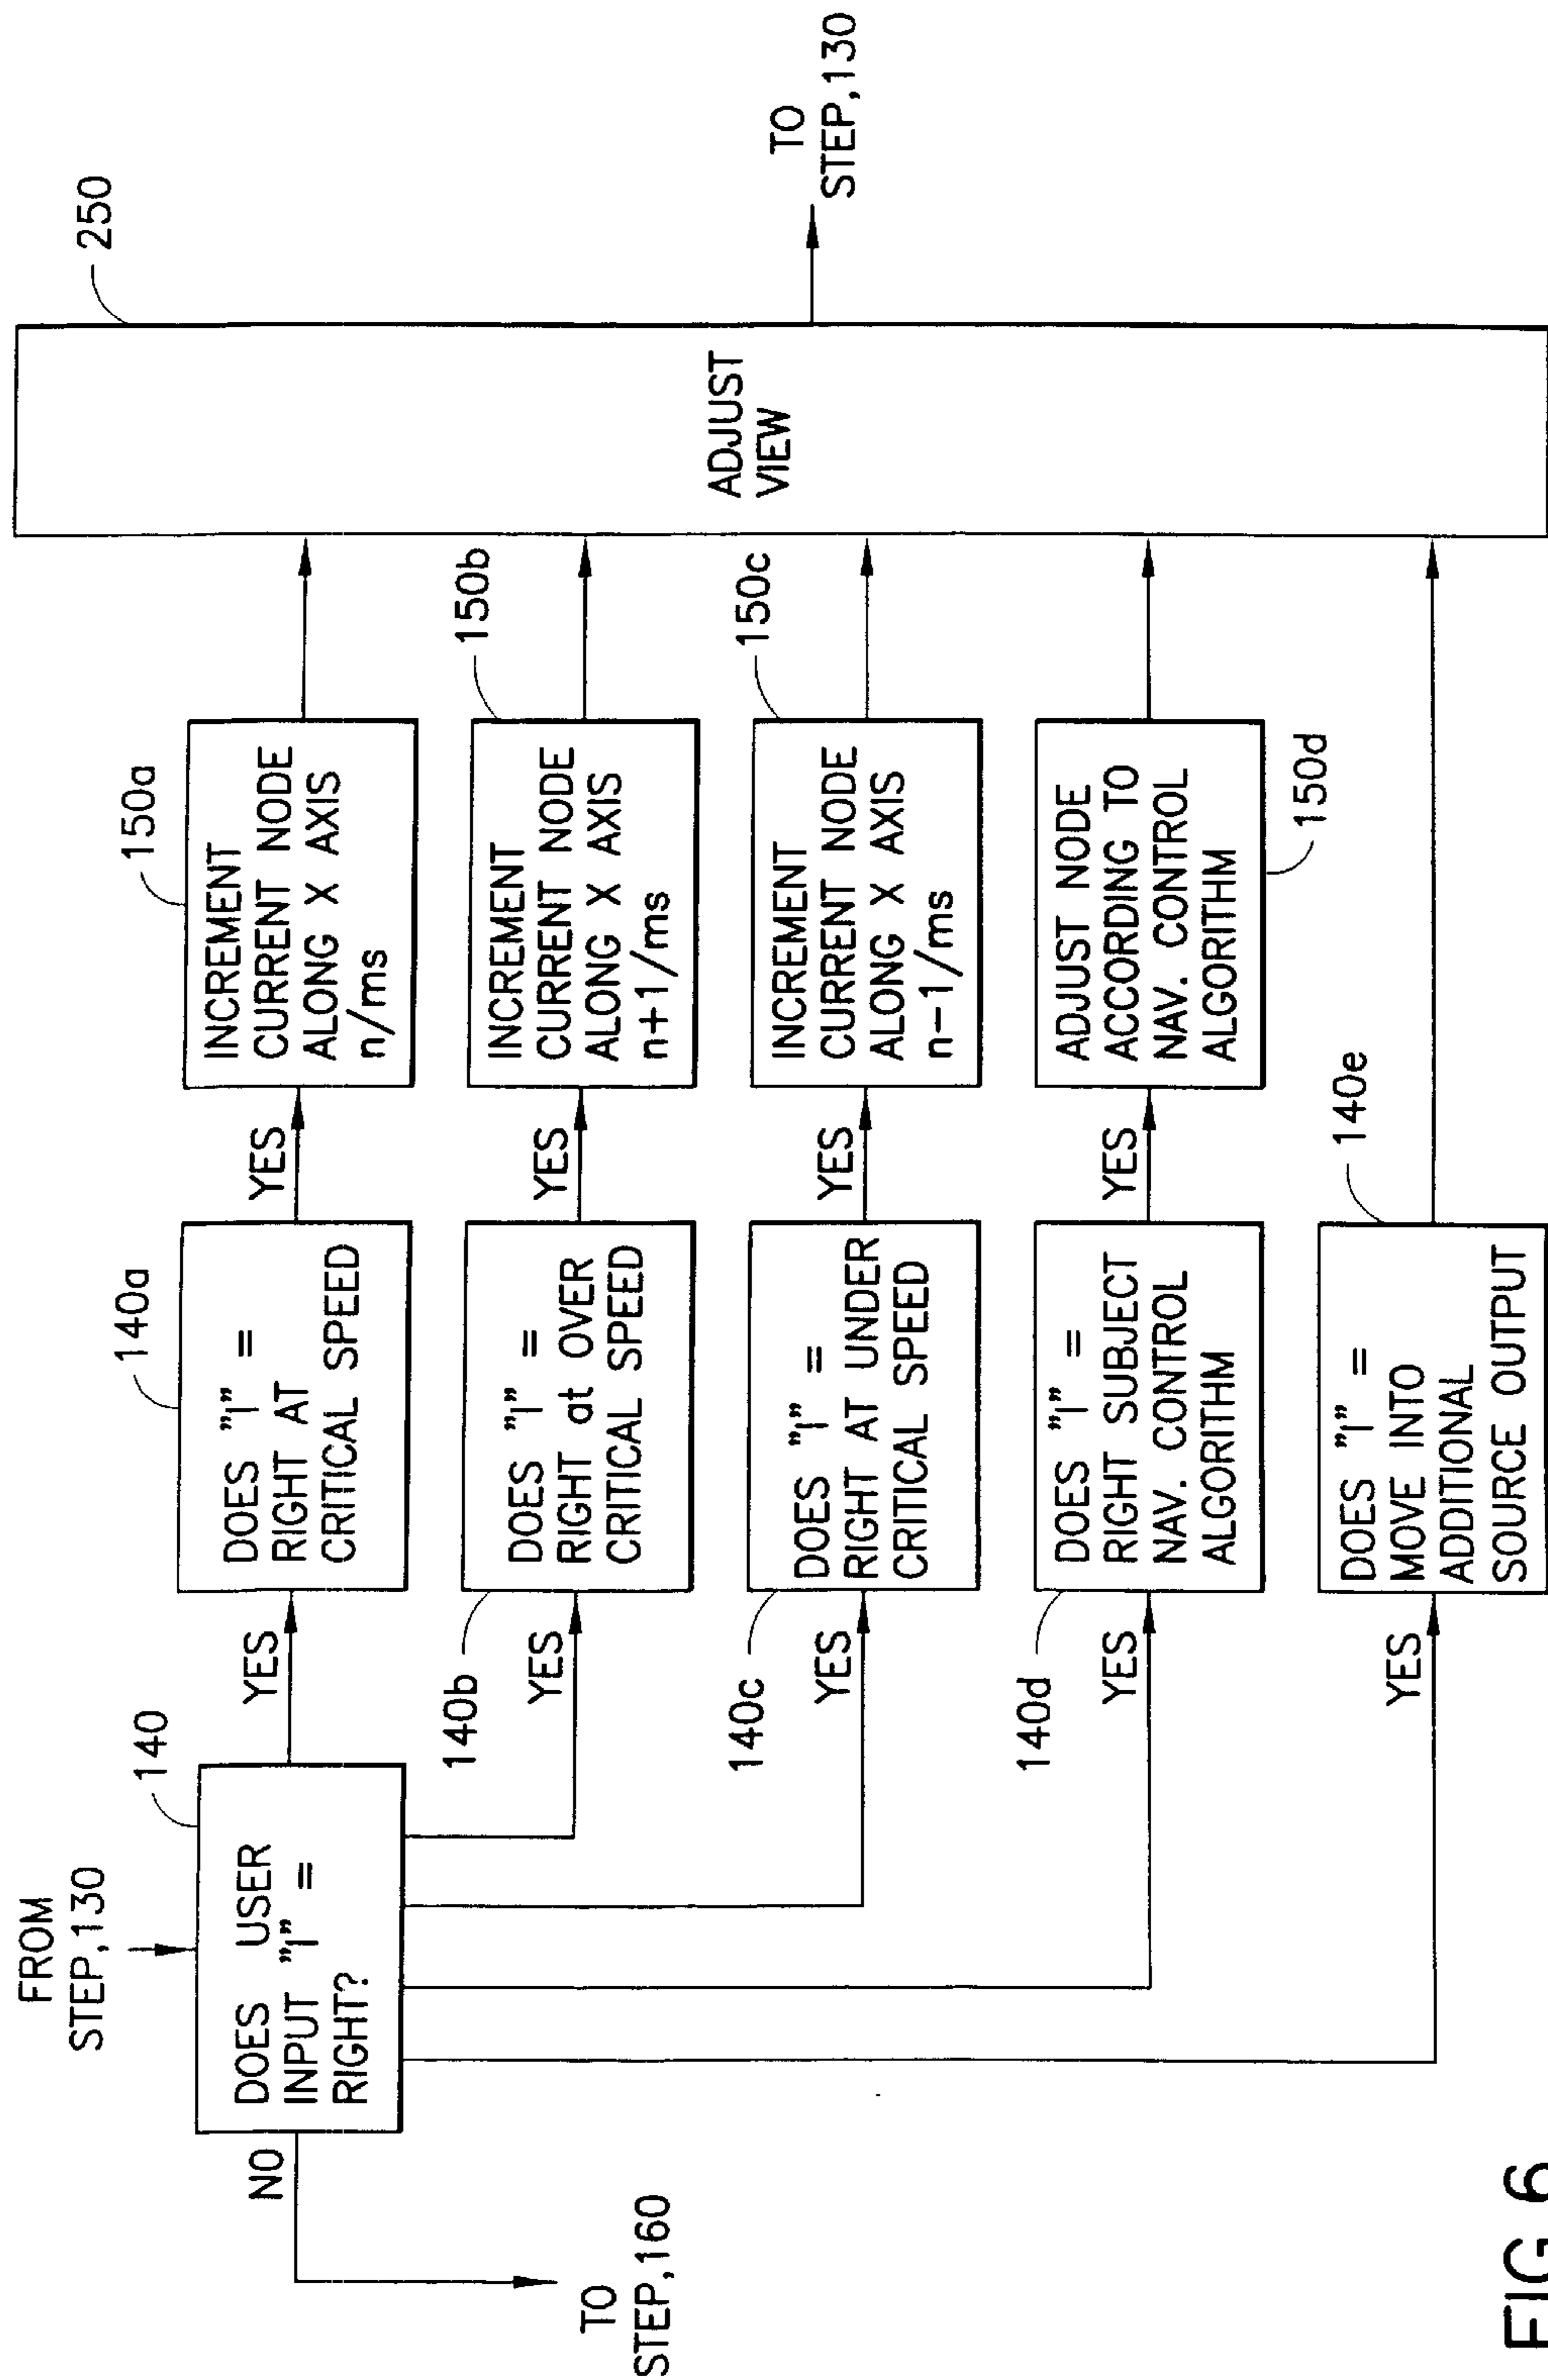 FROM
STEP,130
140
DOES USER
INPUT "I" =
RIGHT?
NO
TO
STEP,160
YES
140a
DOES "I" =
RIGHT AT
CRITICAL SPEED
YES
150a
INCREMENT
CURRENT NODE
ALONG X AXIS
n/ms
140b
YES
DOES "I" =
RIGHT at OVER
CRITICAL SPEED
YES
150b
INCREMENT
CURRENT NODE
ALONG X AXIS
n+1/ms
140c
YES
DOES "I" =
RIGHT AT UNDER
CRITICAL SPEED
YES
150c
INCREMENT
CURRENT NODE
ALONG X AXIS
n-1/ms
140d
YES
DOES "I" =
RIGHT SUBJECT
NAV. CONTROL
ALGORITHM
YES
150d
ADJUST NODE
ACCORDING TO
NAV. CONTROL
ALGORITHM
YES
140e
DOES "I" =
MOVE INTO
ADDITIONAL
SOURCE OUTPUT
250
ADJUST
VIEW
TO
STEP,130
FIG.6